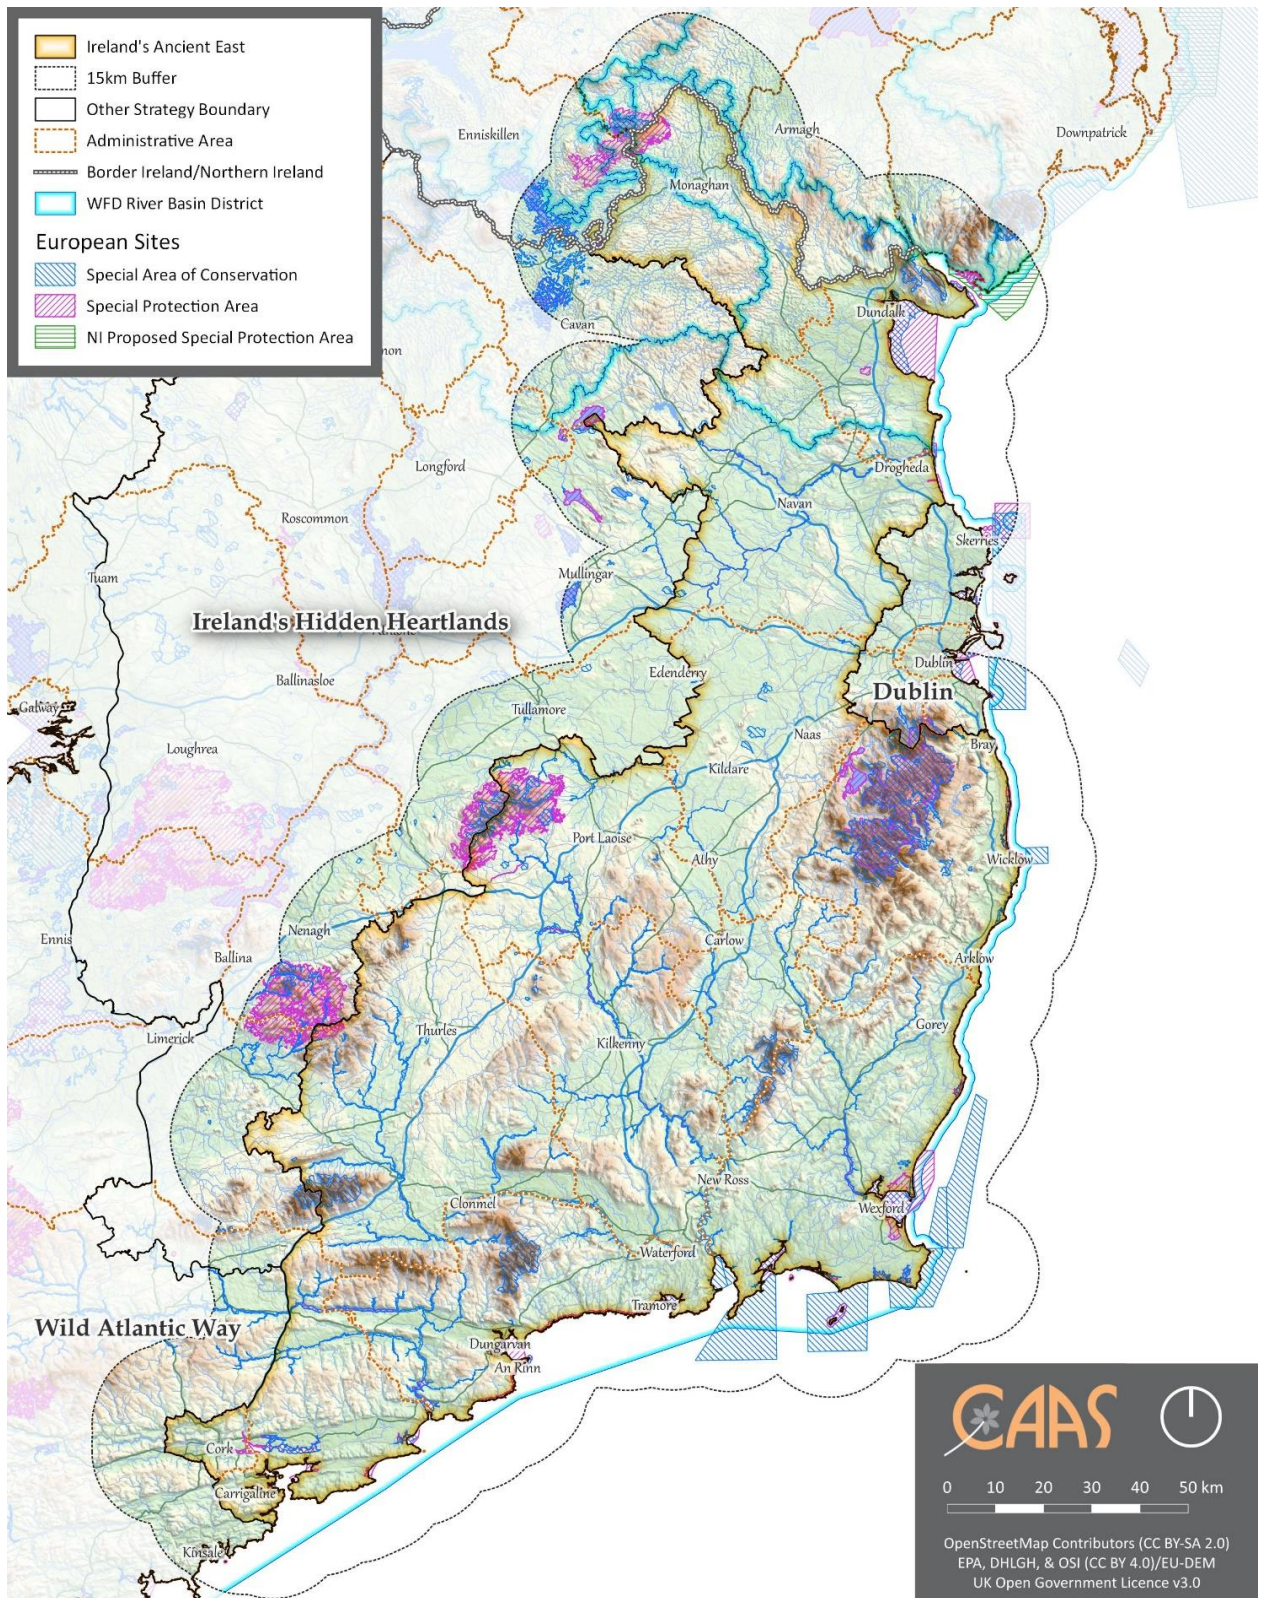 Ireland's Ancient East
15km Buffer
Other Strategy Boundary
Administrative Area
Border Ireland/Northern Ireland
WFD River Basin District
European Sites
Special Area of Conservation
Special Protection Area
NI Proposed Special Protection Area
Enniskillen
Armagh
Downpatrick
Monaghan
Dundalk
Cavan
non
Longford
Drogheda
Navan
Roscommon
Skerries
Tuam
Mullingar
Ireland's Hidden Heartlands
Dublin
Edenderry
Ballinasloe
Dublin
Galway
Tullamore
Naas
Bray
Loughrea
Kildare
Port Laoise
Athy
Wicklow
Nenagh
Ennis
Carlow
Ballina
Arklow
Gorey
Thurles
Limerick
Kilkenny
New Ross
Clonmel
Wexford
Waterford
Tramore
Wild Atlantic Way
Dungarvan
An Rinn
Cork
Carrigaline
Kinsale
CAAS
0 10 20 30 40 50 km
OpenStreetMap Contributors (CC BY-SA 2.0)
EPA, DHLGH, & OSI (CC BY 4.0)/EU-DEM
UK Open Government Licence v3.0